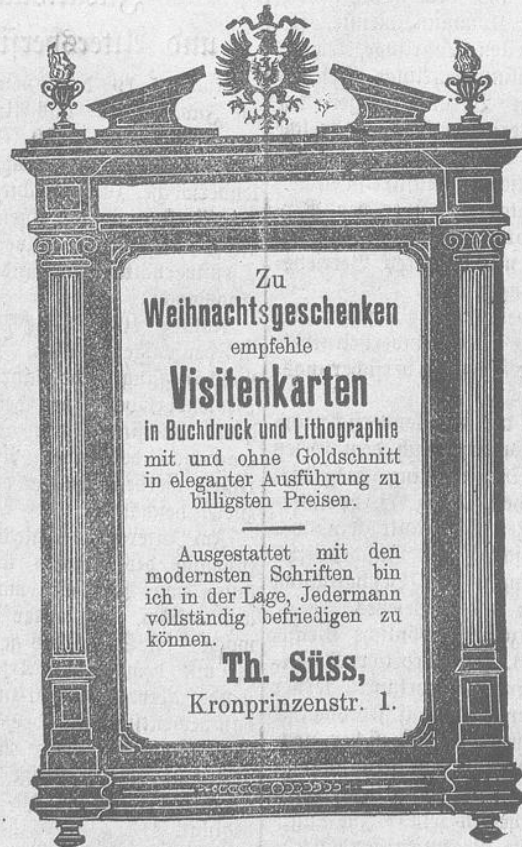 Zu
Weihnachtsgeschenken
empfehle
Visitenkarten
in Buchdruck und Lithographie
mit und ohne Goldschnitt
in eleganter Ausführung zu
billigsten Preisen.
Ausgestattet mit den
modernsten Schriften bin
ich in der Lage, Jedermann
vollständig befriedigen zu
können.
Th. Süss,
Kronprinzenstr. 1.